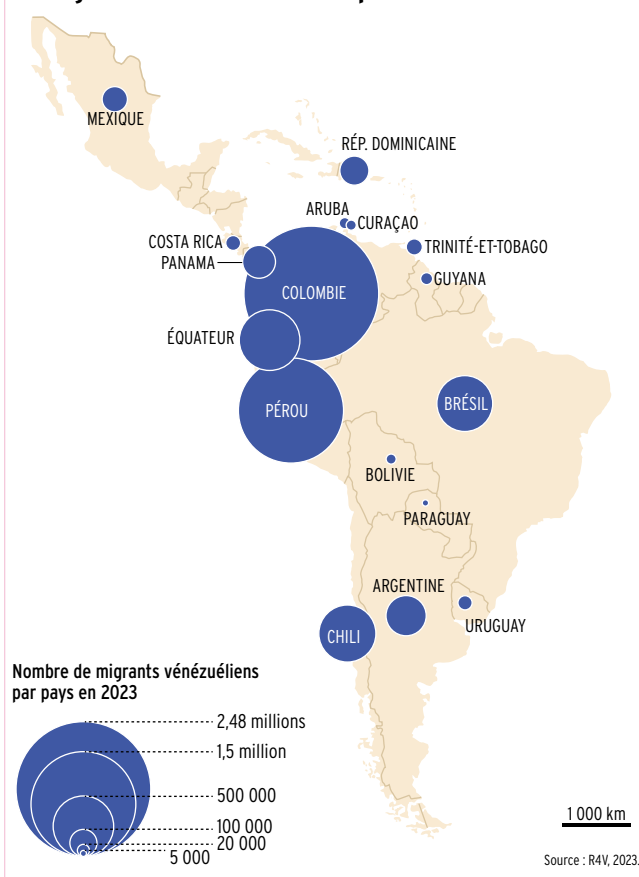 MEXIQUE
RÉP. DOMINICAINE
ARUBA
CURAÇAO
COSTA RICA
TRINITÉ-ET-TOBAGO
PANAMA
GUYANA
COLOMBIE
ÉQUATEUR
BRÉSIL
PÉROU
BOLIVIE
PARAGUAY
ARGENTINE
URUGUAY
CHILI
Nombre de migrants vénézuéliens
par pays en 2023
2,48 millions
1,5 million
500 000
100 000
20 000
5 000
1 000 km
Source : R4V, 2023.